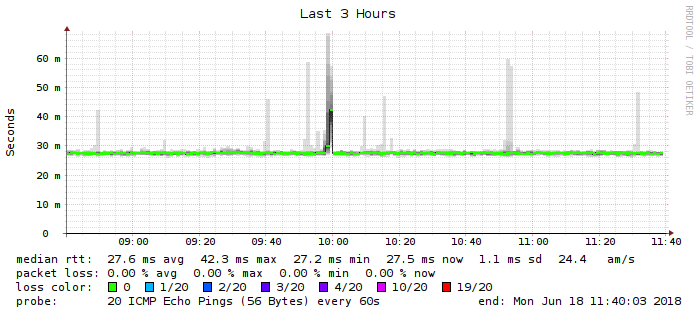 Last 3 Hours
RRDTOOL / TOBI OETIKER
Seconds
60 m
50 m
40 m
30 m
20 m
10 m
0
09:00 09:20 09:40 10:00 10:20 10:40 11:00 11:20 11:40
median rtt: 27.6 ms avg 42.3 ms max 27.2 ms min 27.5 ms now 1.1 ms sd 24.4 am/s
packet loss: 0.00 % avg 0.00 % max 0.00 % min 0.00 % now
loss color: 0 1/20 2/20 3/20 4/20 10/20 19/20
probe: 20 ICMP Echo Pings (56 Bytes) every 60s end: Mon Jun 18 11:40:03 2018